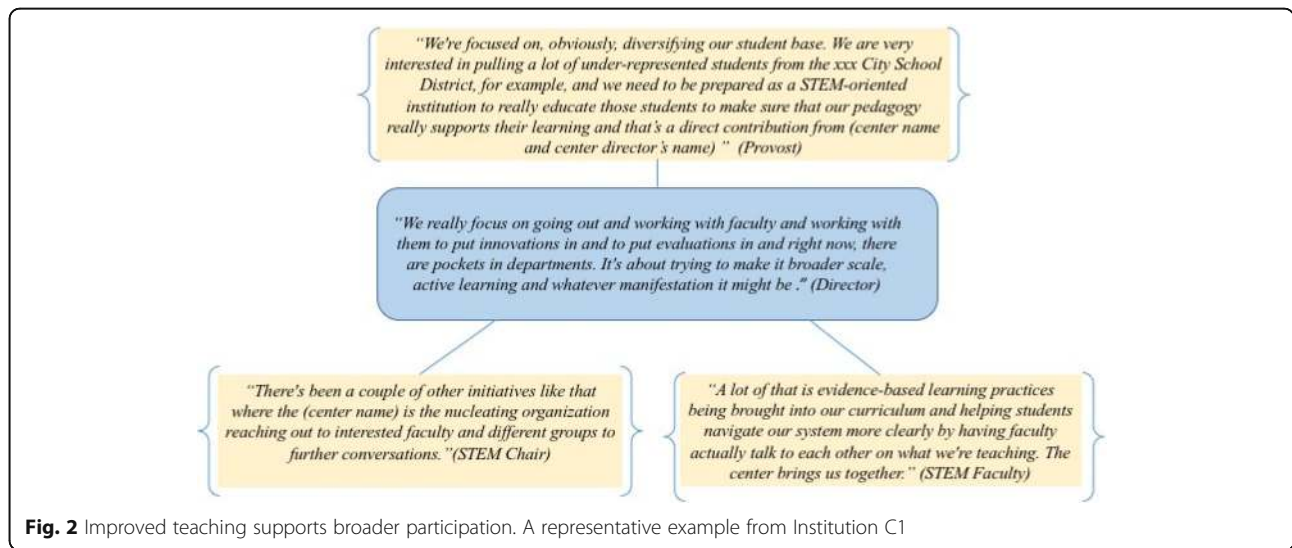 "We're focused on, obviously, diversifying our student base. We are very
interested in pulling a lot of under-represented students from the xxx City School
District, for example, and we need to be prepared as a STEM-oriented
institution to really educate those students to make sure that our pedagogy
really supports their learning and that's a direct contribution from (center name
and center director's name) " (Provost)
"We really focus on going out and working with faculty and working with
them to put innovations in and to put evaluations in and right now, there
are pockets in departments. It's about trying to make it broader scale,
active learning and whatever manifestation it might be ." (Director)
"There's been a couple of other initiatives like that
where the (center name) is the nucleating organization
reaching out to interested faculty and different groups to
further conversations. "(STEM Chair)
"A lot of that is evidence-based learning practices
being brought into our curriculum and helping students
navigate our system more clearly by having faculty
actually talk to each other on what we're teaching. The
center brings us together." (STEM Faculty)
Fig. 2 Improved teaching supports broader participation. A representative example from Institution C1